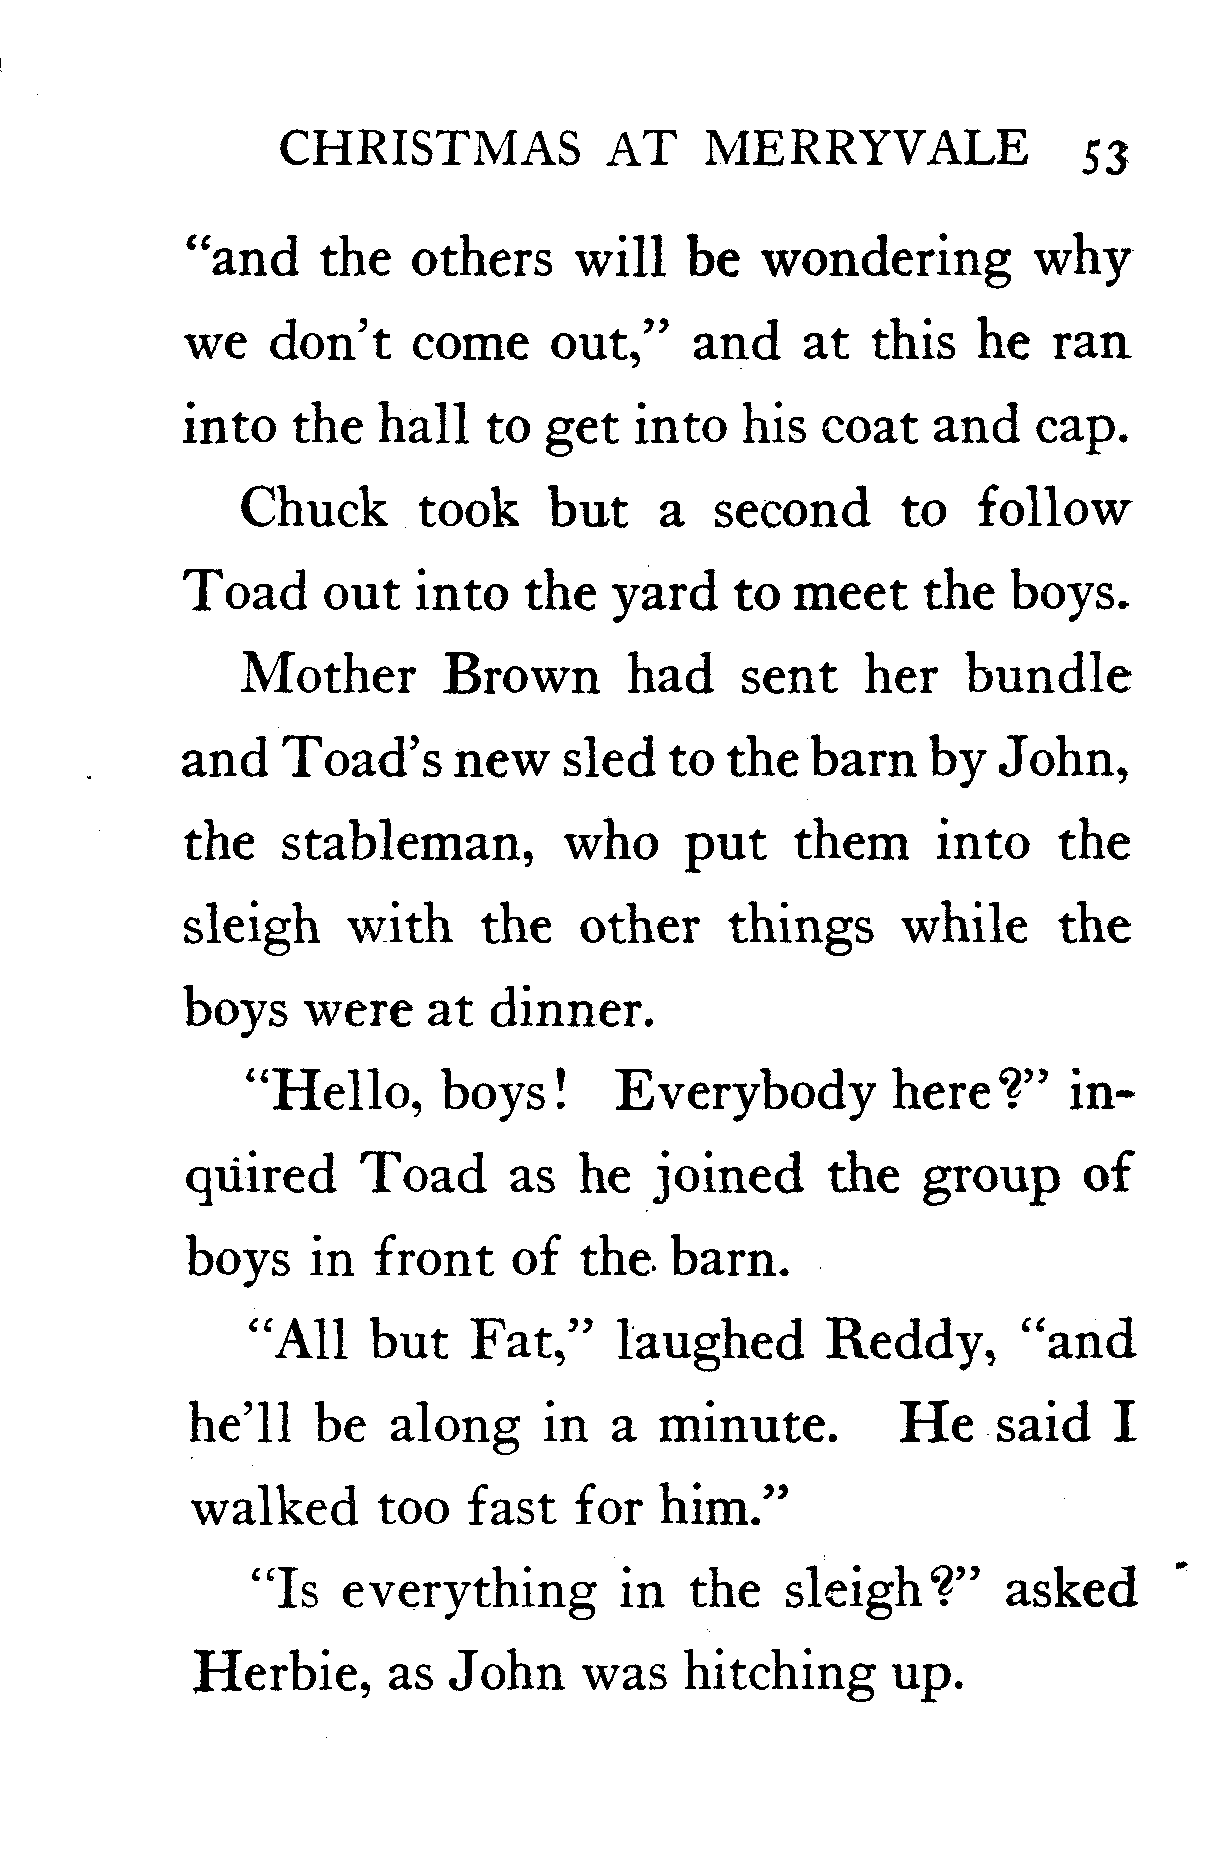 CHRISTMAS AT MERRYVALE 53
“and the others will be wondering why
we don’t come out,” and at this he ran
into the hall to get into his coat and cap.
Chuck took but a second to follow
Toad out into the yard to meet the boys.
Mother Brown had sent her bundle
and Toad’s new sled to the barn by John,
the stableman, who put them into the
sleigh with the other things while the
boys were at dinner.
“Hello, boys! Everybody here?” in-
quired Toad as he joined the group of
boys in front of the barn.
“All but Fat,” laughed Reddy, “and
he’ll be along in a minute. He said I
walked too fast for him.”
“Is everything in the sleigh?” asked
Herbie, as John was hitching up.